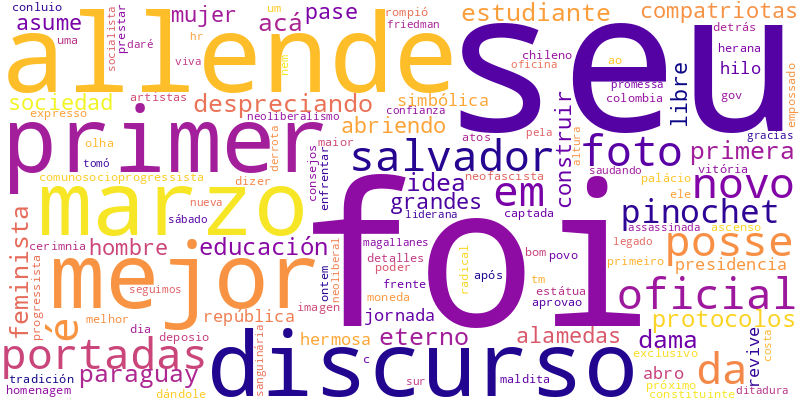 conluio
um
rompió
pase
estudiante
compatriotas
asume
uma
socialista
prestar
daré
mujer
acá
friedman
allende
seu
detrás
hr
viva
nem
chileno
oficina
ao
herana
hilo
empossado
sociedad
artistas
despreciando
simbólica
promessa
colombia
gov
expresso
neoliberalismo
confianza
libre
gracias
primer
olha
derrota
maior
abriendo
atos
pela
construir
altura
foto
primera
tomó
dizer
consejos
enfrentar
salvador
neofascista
saudando
vitória
comunosocioprogressista
idea
em
palácio
ele
novo
marzo
nueva
sábado
grandes
liderana
captada
assassinada
ascenso
pinochet
feminista
progressista
cerimnia
hombre
educación
foi
magallanes
detalles
poder
radical
bom
povo
legado
primeiro
posse
é
mejor
seguimos
ontem
neoliberal
frente
após
tm
estátua
aprovao
presidencia
oficial
imagen
moneda
jornada
república
melhor
dia
deposio
sanguinária
hermosa
eterno
alamedas
dama
protocolos
revive
costa
portadas
discurso
exclusivo
da
tradición
homenagem
paraguay
dándole
c
sur
maldita
abro
próximo
constituinte
ditadura